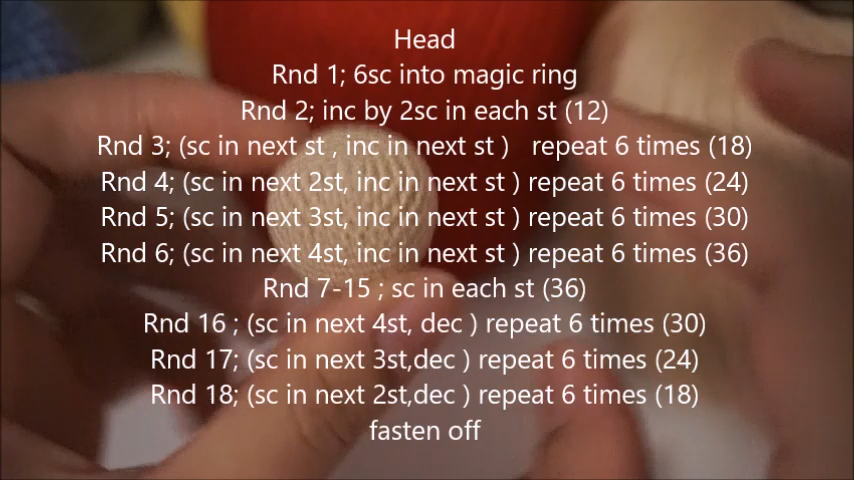 Head
Rnd 1; 6sc into magic ring
Rnd 2; inc by 2sc in each st (12)
Rnd 3; (sc in next st , inc in next st ) repeat 6 times (18)
Rnd 4; (sc in next 2st, inc in next st ) repeat 6 times (24)
Rnd 5; (sc in next 3st, inc in next st ) repeat 6 times (30)
Rnd 6; (sc in next 4st, inc in next st ) repeat 6 times (36)
Rnd 7-15 ; sc in each st (36)
Rnd 16 ; (sc in next 4st, dec ) repeat 6 times (30)
Rnd 17; (sc in next 3st,dec ) repeat 6 times (24)
Rnd 18; (sc in next 2st,dec ) repeat 6 times (18)
fasten off